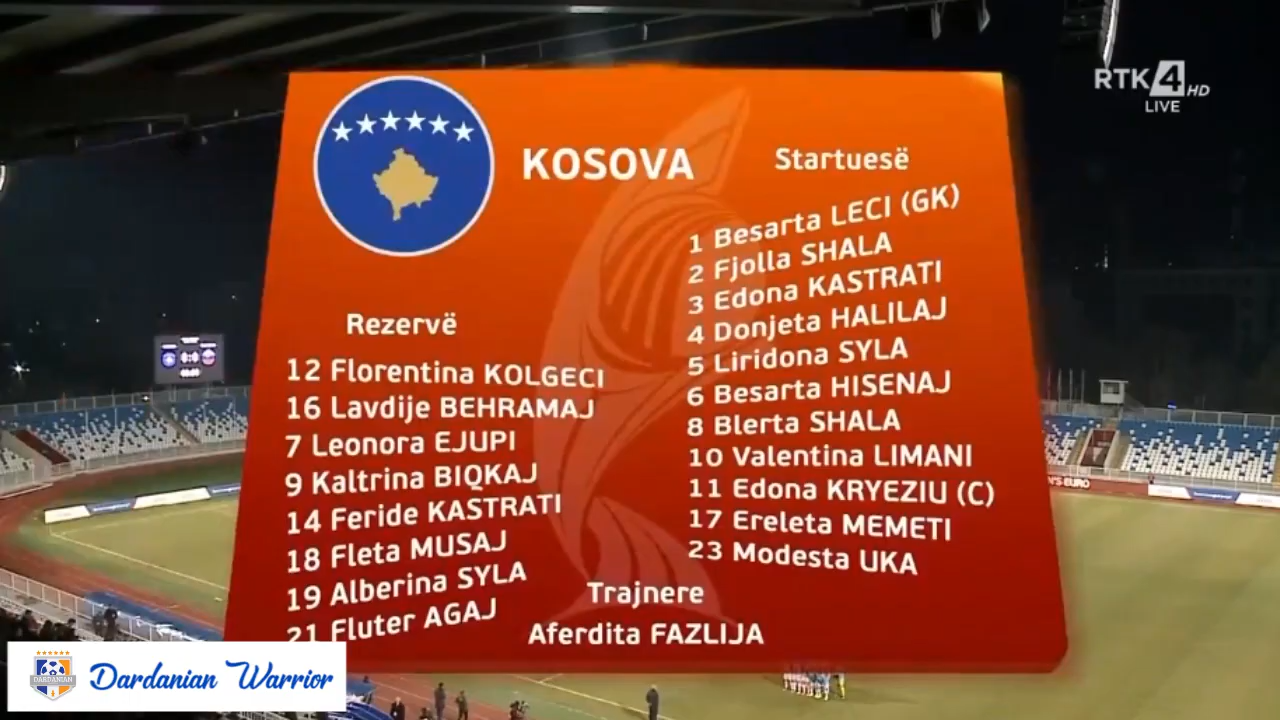 RTK 4 HD
LIVE
KOSOVA
Startuesë
1 Besarta LECI (GK)
2 Fjolla SHALA
3 Edona KASTRATI
4 Donjeta HALILAJ
5 Liridona SYLA
6 Besarta HISENAJ
8 Blerta SHALA
10 Valentina LIMANI
11 Edona KRYEZIU (C)
17 Ereleta MEMETI
23 Modesta UKA
Rezervë
12 Florentina KOLGECI
16 Lavdije BEHRAMAJ
7 Leonora EJUPI
9 Kaltrina BIQKAJ
14 Feride KASTRATI
18 Fleta MUSAJ
19 Alberina SYLA
21 Fluter AGAJ
Trajnere
Aferdita FAZLIJA
DARDANIAN
Dardanian Warrior